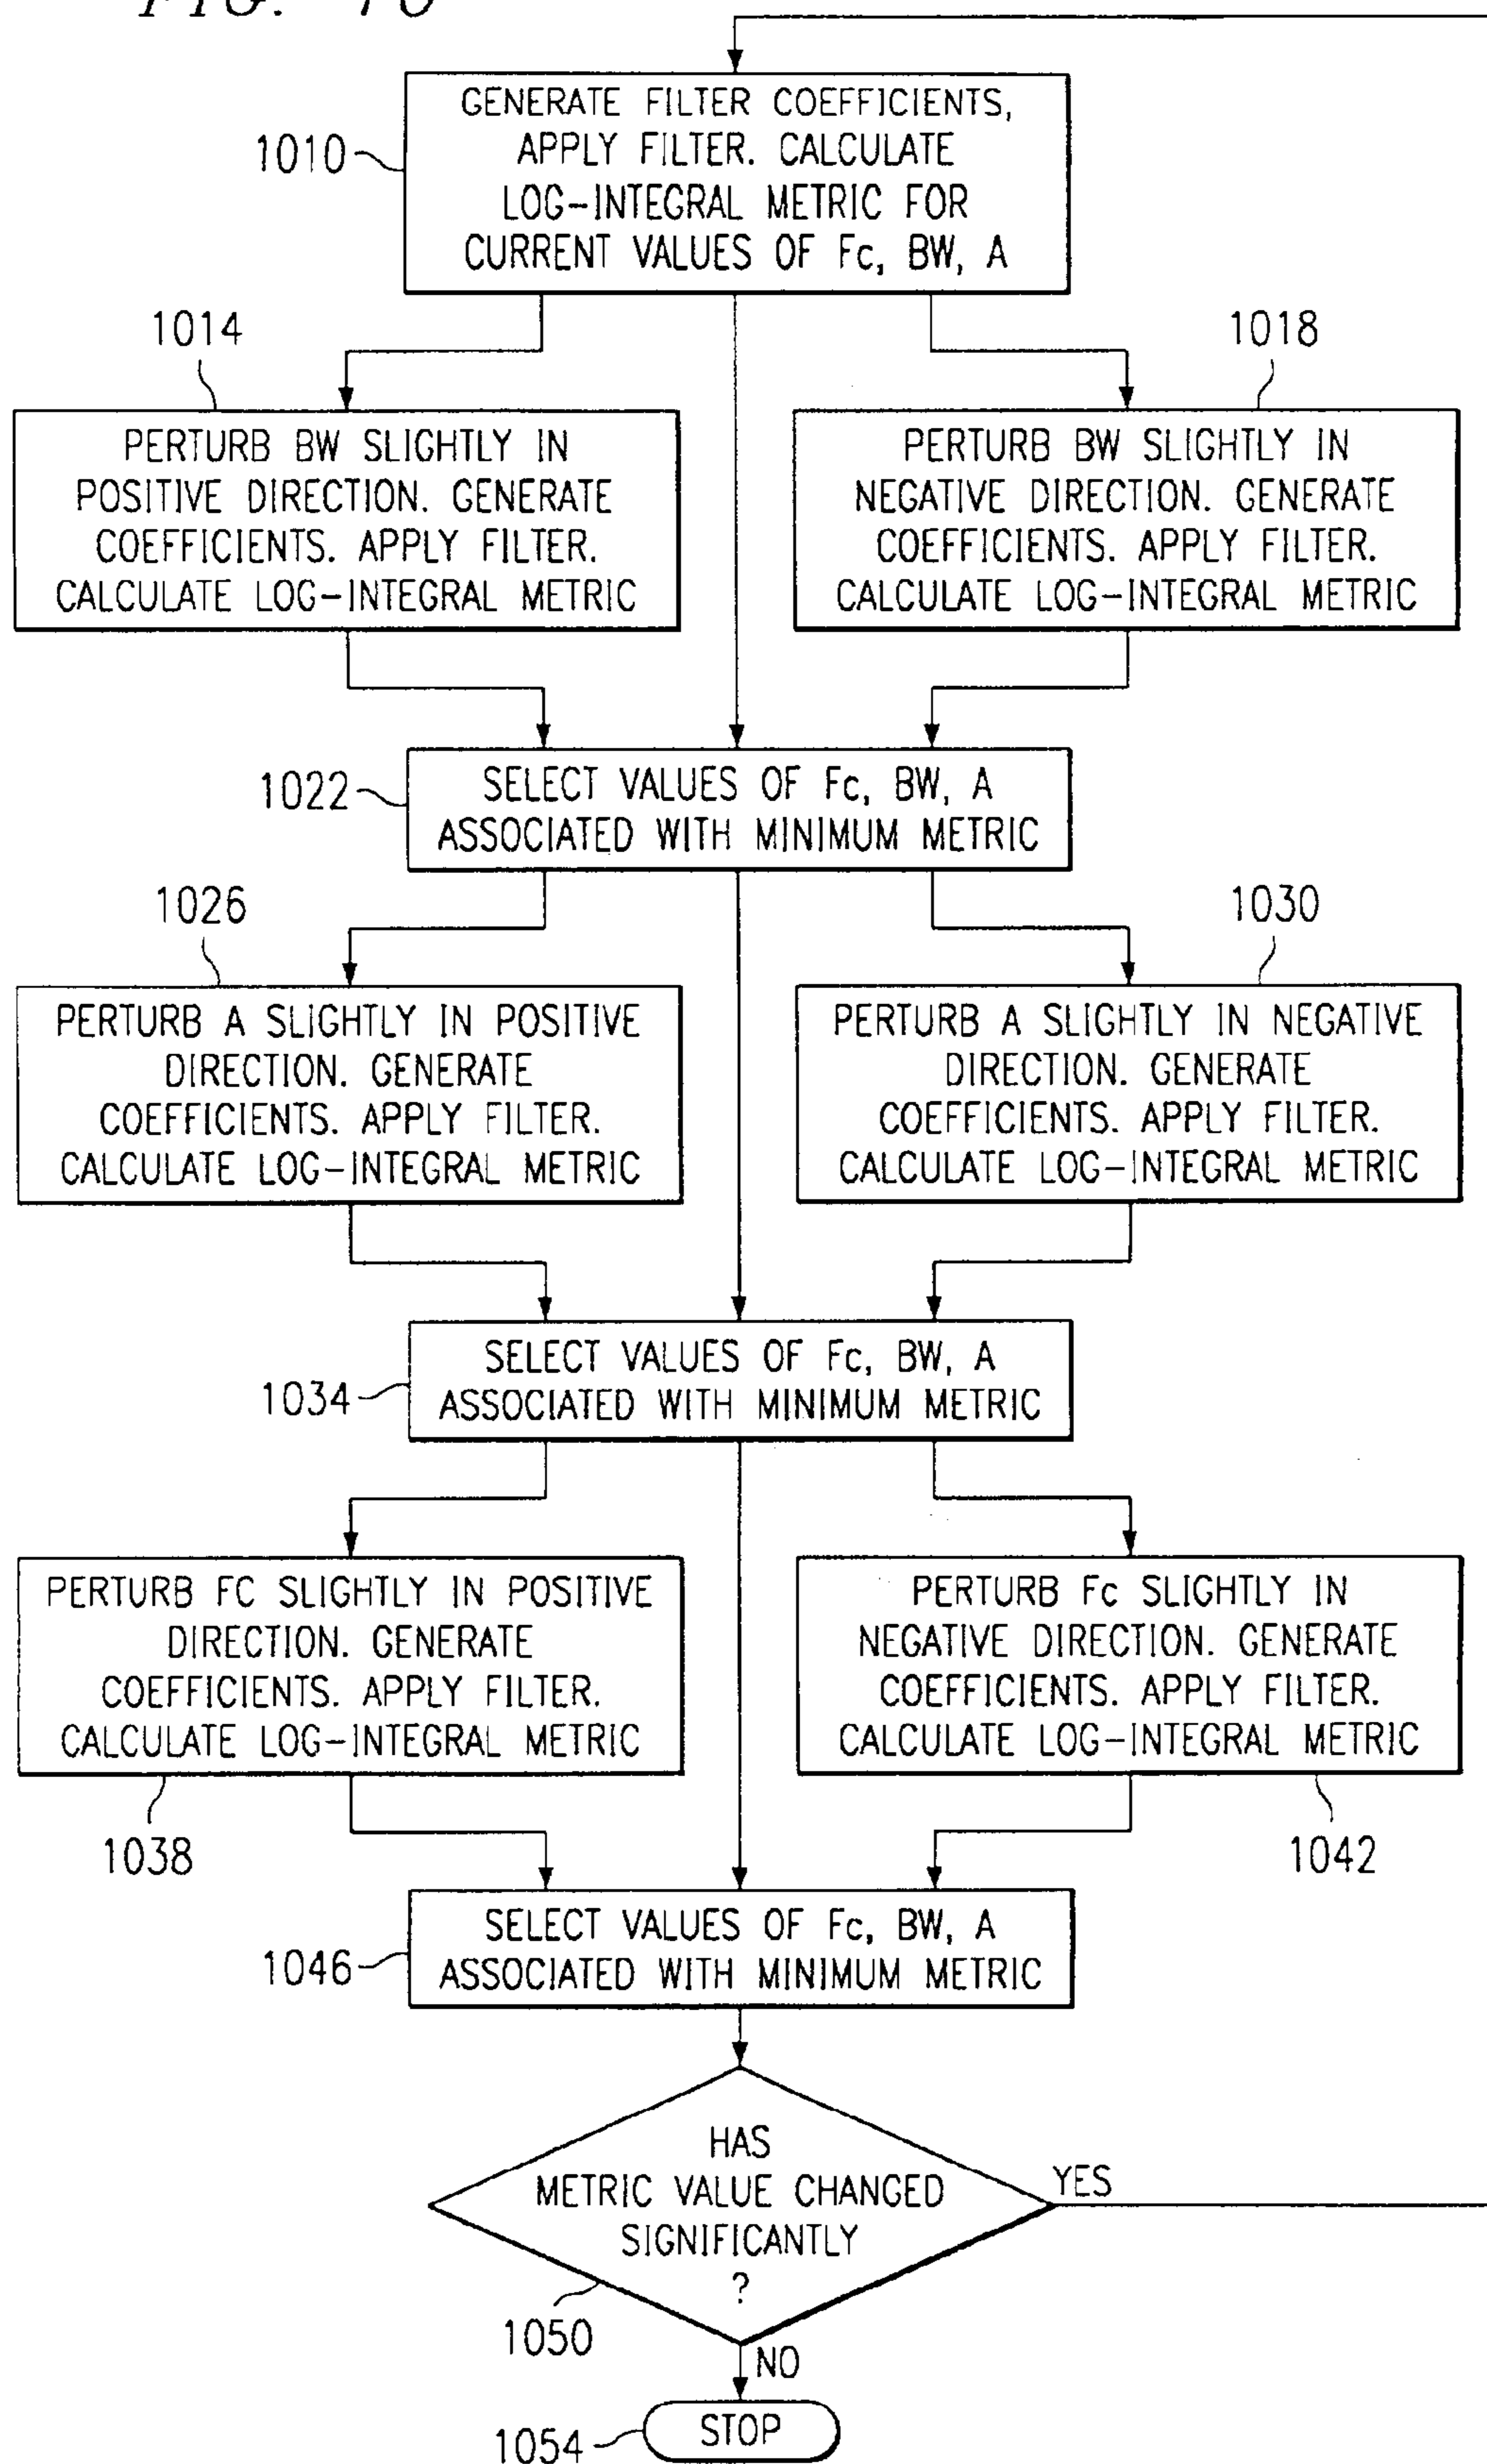 FIG. 10
GENERATE FILTER COEFFICIENTS,
APPLY FILTER. CALCULATE
LOG-INTEGRAL METRIC FOR
CURRENT VALUES OF Fc, BW, A
1010
1014
1018
PERTURB BW SLIGHTLY IN
POSITIVE DIRECTION. GENERATE
COEFFICIENTS. APPLY FILTER.
CALCULATE LOG-INTEGRAL METRIC
PERTURB BW SLIGHTLY IN
NEGATIVE DIRECTION. GENERATE
COEFFICIENTS. APPLY FILTER.
CALCULATE LOG-INTEGRAL METRIC
1022
SELECT VALUES OF Fc, BW, A
ASSOCIATED WITH MINIMUM METRIC
1026
1030
PERTURB A SLIGHTLY IN POSITIVE
DIRECTION. GENERATE
COEFFICIENTS. APPLY FILTER.
CALCULATE LOG-INTEGRAL METRIC
PERTURB A SLIGHTLY IN NEGATIVE
DIRECTION. GENERATE
COEFFICIENTS. APPLY FILTER.
CALCULATE LOG-INTEGRAL METRIC
1034
SELECT VALUES OF Fc, BW, A
ASSOCIATED WITH MINIMUM METRIC
PERTURB FC SLIGHTLY IN POSITIVE
DIRECTION. GENERATE
COEFFICIENTS. APPLY FILTER.
CALCULATE LOG-INTEGRAL METRIC
PERTURB Fc SLIGHTLY IN
NEGATIVE DIRECTION. GENERATE
COEFFICIENTS. APPLY FILTER.
CALCULATE LOG-INTEGRAL METRIC
1038
1042
1046
SELECT VALUES OF Fc, BW, A
ASSOCIATED WITH MINIMUM METRIC
HAS
METRIC VALUE CHANGED
SIGNIFICANTLY
?
YES
1050
NO
1054
STOP